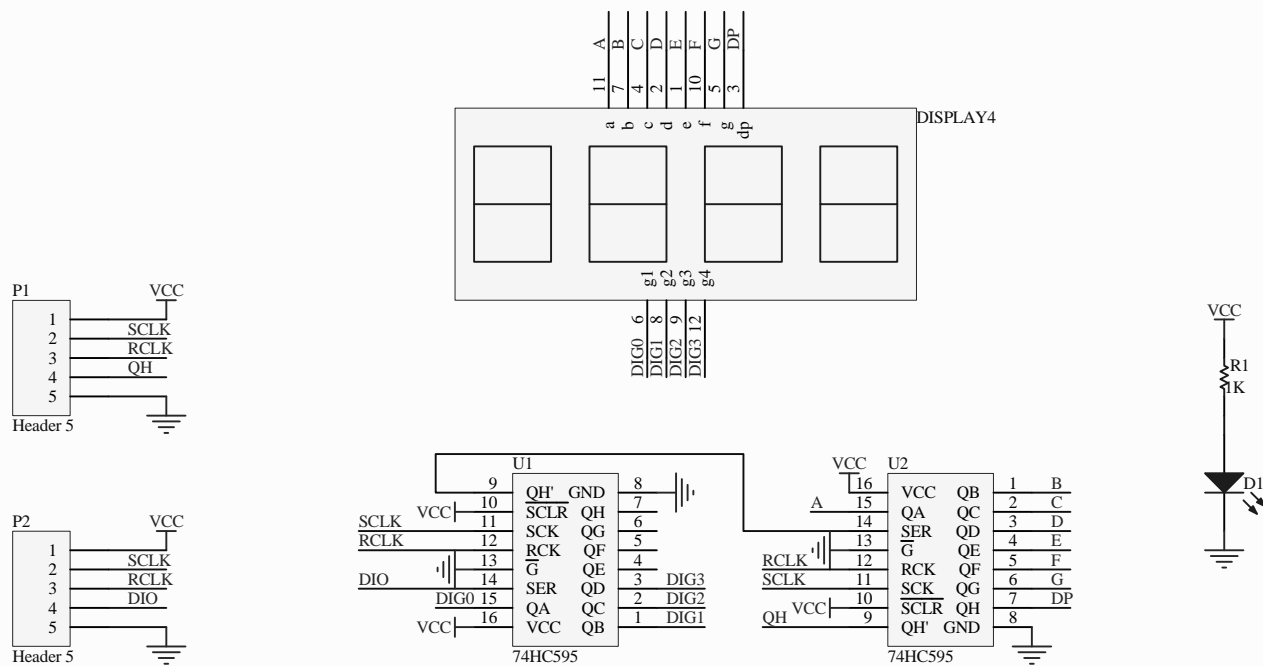 A B C D E F G DP
11 7 4 2 1 10 5 3
a b c d e f g dp
DISPLAY4
g1 g2 g3 g4
6 8 9 12
DIG0 DIG1 DIG2 DIG3
P1
VCC
1
2 SCLK
3 RCLK
4 QH
5
Header 5
P2
VCC
1
2 SCLK
3 RCLK
4 DIO
5
Header 5
U1
9 QH' GND 8
VCC 10 SCLR QH 7
SCLK 11 SCK QG 6
RCLK 12 RCK QF 5
13 G QE 4
DIO 14 SER QD 3 DIG3
DIG0 15 QA QC 2 DIG2
VCC 16 VCC QB 1 DIG1
74HC595
U2
VCC 16 VCC QB 1 B
A 15 QA QC 2 C
14 SER QD 3 D
13 G QE 4 E
RCLK 12 RCK QF 5 F
SCLK 11 SCK QG 6 G
VCC 10 SCLR QH 7 DP
QH 9 QH' GND 8
74HC595
VCC
R1
1K
D1